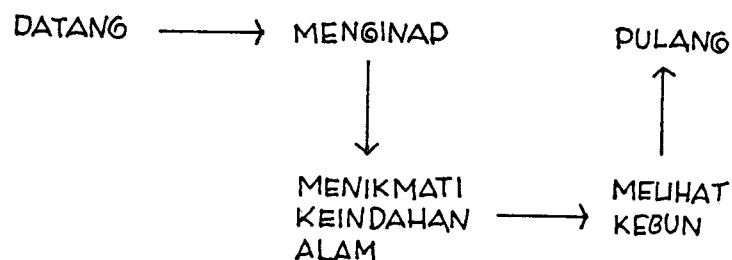 DATANG
MENGINAP
PULANG
MENIKMATI
KEINDAHAN
ALAM
MELIHAT
KEBUN